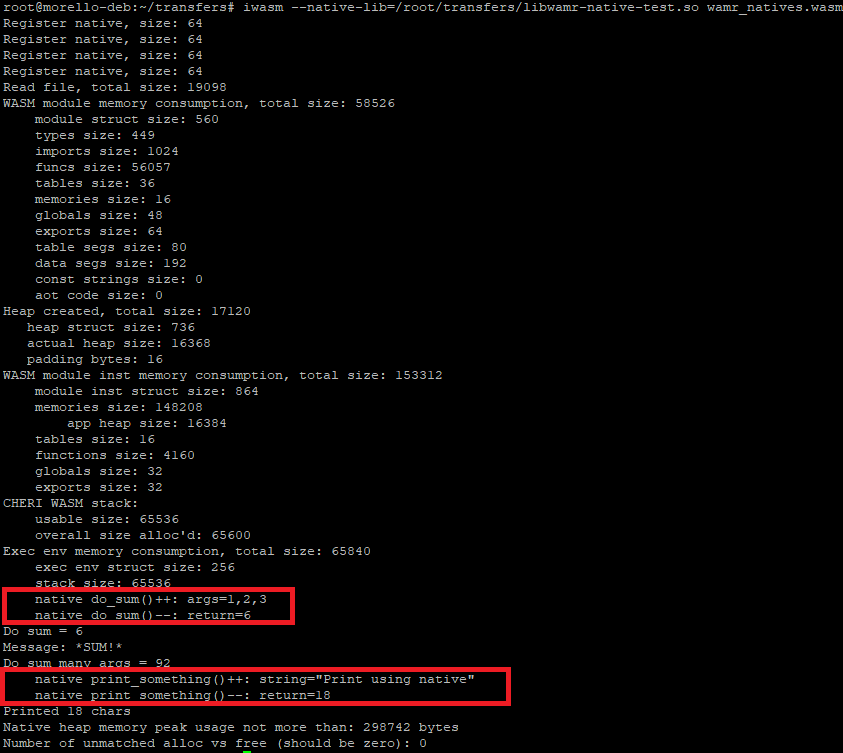 root@morello-deb:~/transfers# iwasm --native-lib=/root/transfers/libwamr-native-test.so wamr_natives.wasm
Register native, size: 64
Register native, size: 64
Register native, size: 64
Register native, size: 64
Read file, total size: 19098
WASM module memory consumption, total size: 58526
    module struct size: 560
    types size: 449
    imports size: 1024
    funcs size: 56057
    tables size: 36
    memories size: 16
    globals size: 48
    exports size: 64
    table segs size: 80
    data segs size: 192
    const strings size: 0
    aot code size: 0
Heap created, total size: 17120
   heap struct size: 736
   actual heap size: 16368
   padding bytes: 16
WASM module inst memory consumption, total size: 153312
    module inst struct size: 864
    memories size: 148208
        app heap size: 16384
    tables size: 16
    functions size: 4160
    globals size: 32
    exports size: 32
CHERI WASM stack:
    usable size: 65536
    overall size alloc'd: 65600
Exec env memory consumption, total size: 65840
    exec env struct size: 256
    stack size: 65536
    native do_sum()++: args=1,2,3
    native do_sum()--: return=6
Do sum = 6
Message: *SUM!*
Do sum many args = 92
    native print_something()++: string="Print using native"
    native print_something()--: return=18
Printed 18 chars
Native heap memory peak usage not more than: 298742 bytes
Number of unmatched alloc vs free (should be zero): 0